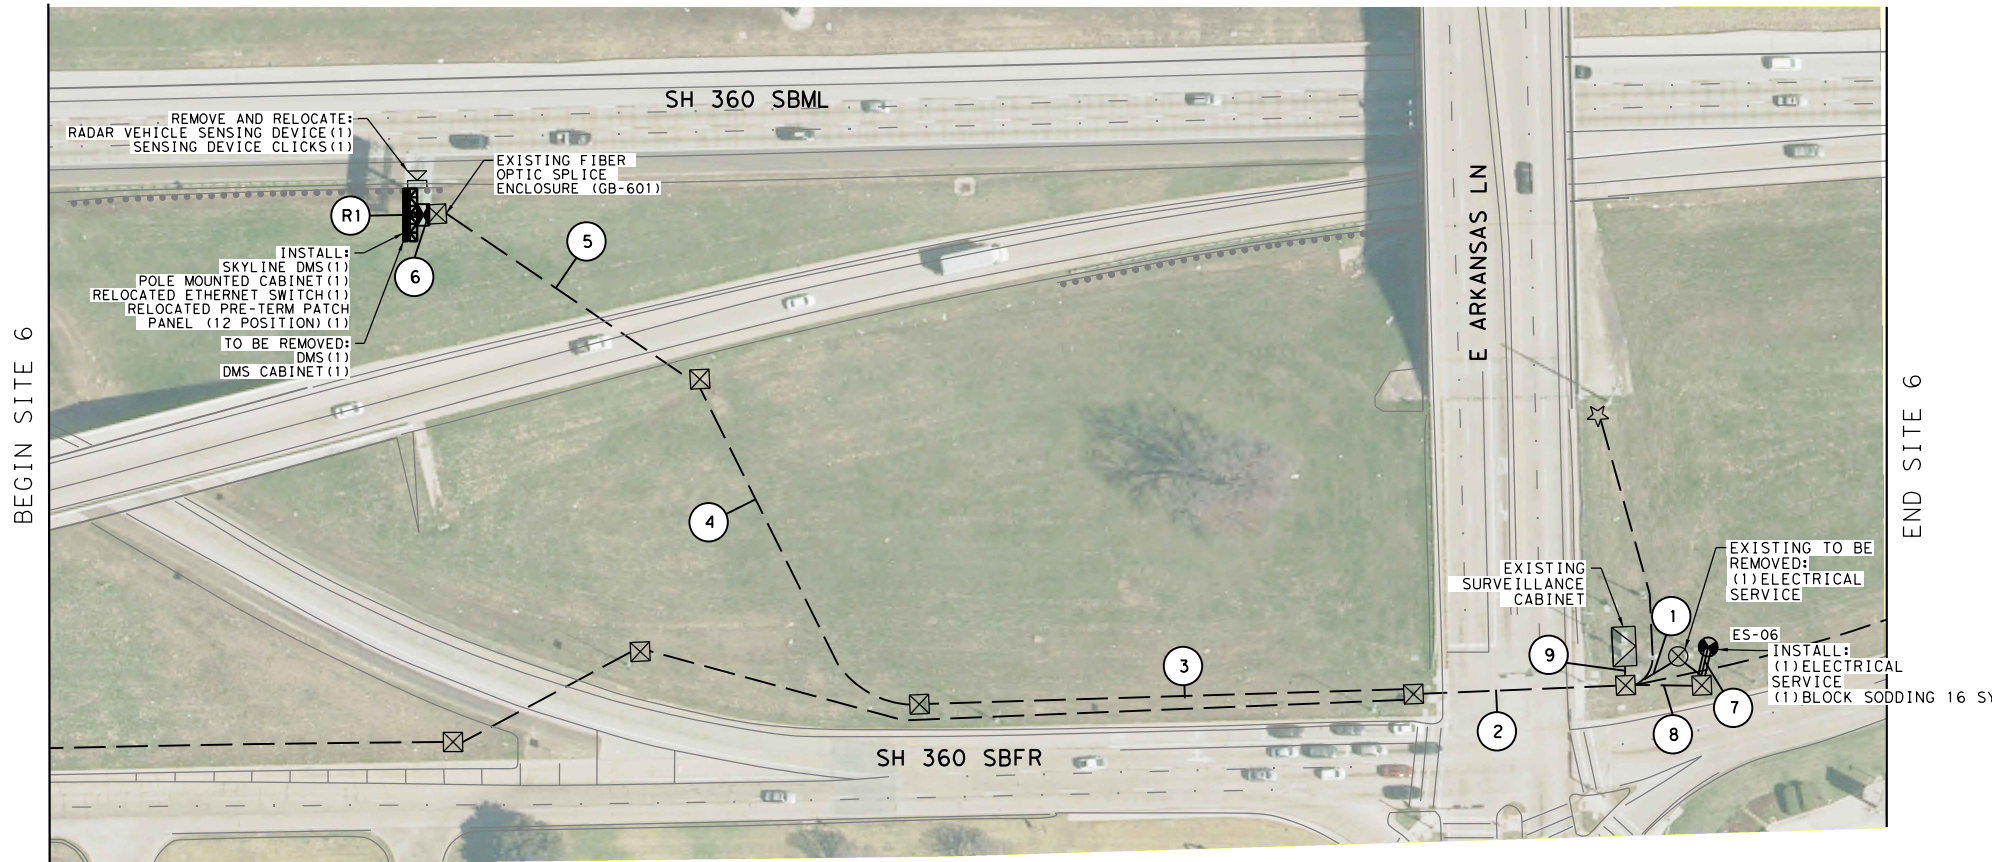 SH 360 SBML
REMOVE AND RELOCATE:
RADAR VEHICLE SENSING DEVICE(1)
SENSING DEVICE CLICKS(1)
EXISTING FIBER
OPTIC SPLICE
ENCLOSURE (GB-601)
R1
5
6
INSTALL:
SKYLINE DMS(1)
POLE MOUNTED CABINET(1)
RELOCATED ETHERNET SWITCH(1)
RELOCATED PRE-TERM PATCH
PANEL (12 POSITION)(1)
TO BE REMOVED:
DMS(1)
DMS CABINET(1)
BEGIN SITE 6
E ARKANSAS LN
END SITE 6
4
EXISTING
SURVEILLANCE
CABINET
EXISTING TO BE
REMOVED:
(1)ELECTRICAL
SERVICE
1
ES-06
INSTALL:
(1)ELECTRICAL
SERVICE
(1)BLOCK SODDING 16 SY
9
3
7
2
8
SH 360 SBFR